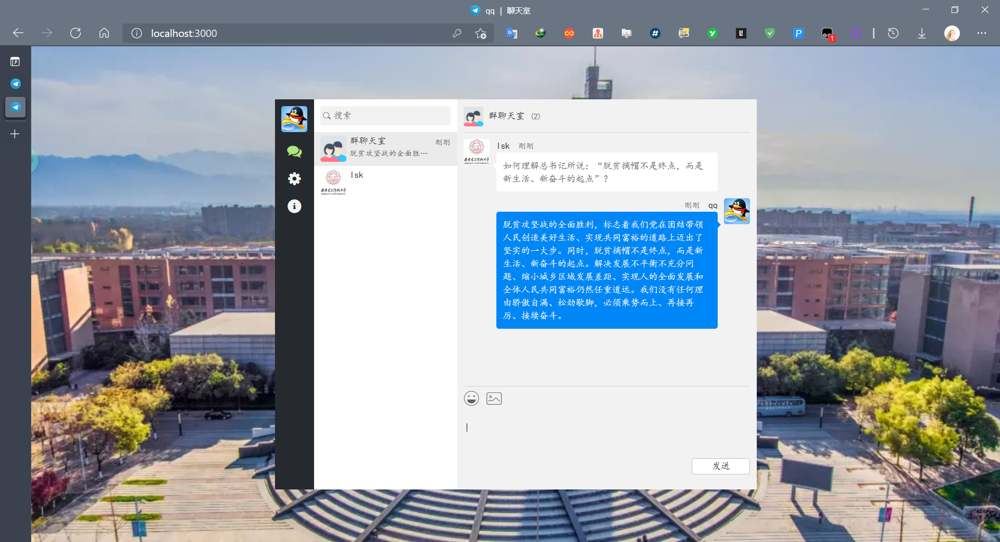 qq | 聊天室
localhost:3000
1
搜索
群聊天室
刚刚
脱贫攻坚战的全面胜…
lsk
XIDIAN UNIVERSITY
群聊天室 (2)
lsk 刚刚
XIDIAN UNIVERSITY
如何理解总书记所说：“脱贫摘帽不是终点，而是
新生活、新奋斗的起点”？
刚刚 qq
脱贫攻坚战的全面胜利，标志着我们党在团结带领
人民创造美好生活、实现共同富裕的道路上迈出了
坚实的一大步。同时，脱贫摘帽不是终点，而是新
生活、新奋斗的起点。解决发展不平衡不充分问
题、缩小城乡区域发展差距、实现人的全面发展和
全体人民共同富裕仍然任重道远。我们没有任何理
由骄傲自满、松劲歇脚，必须乘势而上、再接再
厉、接续奋斗。
发送